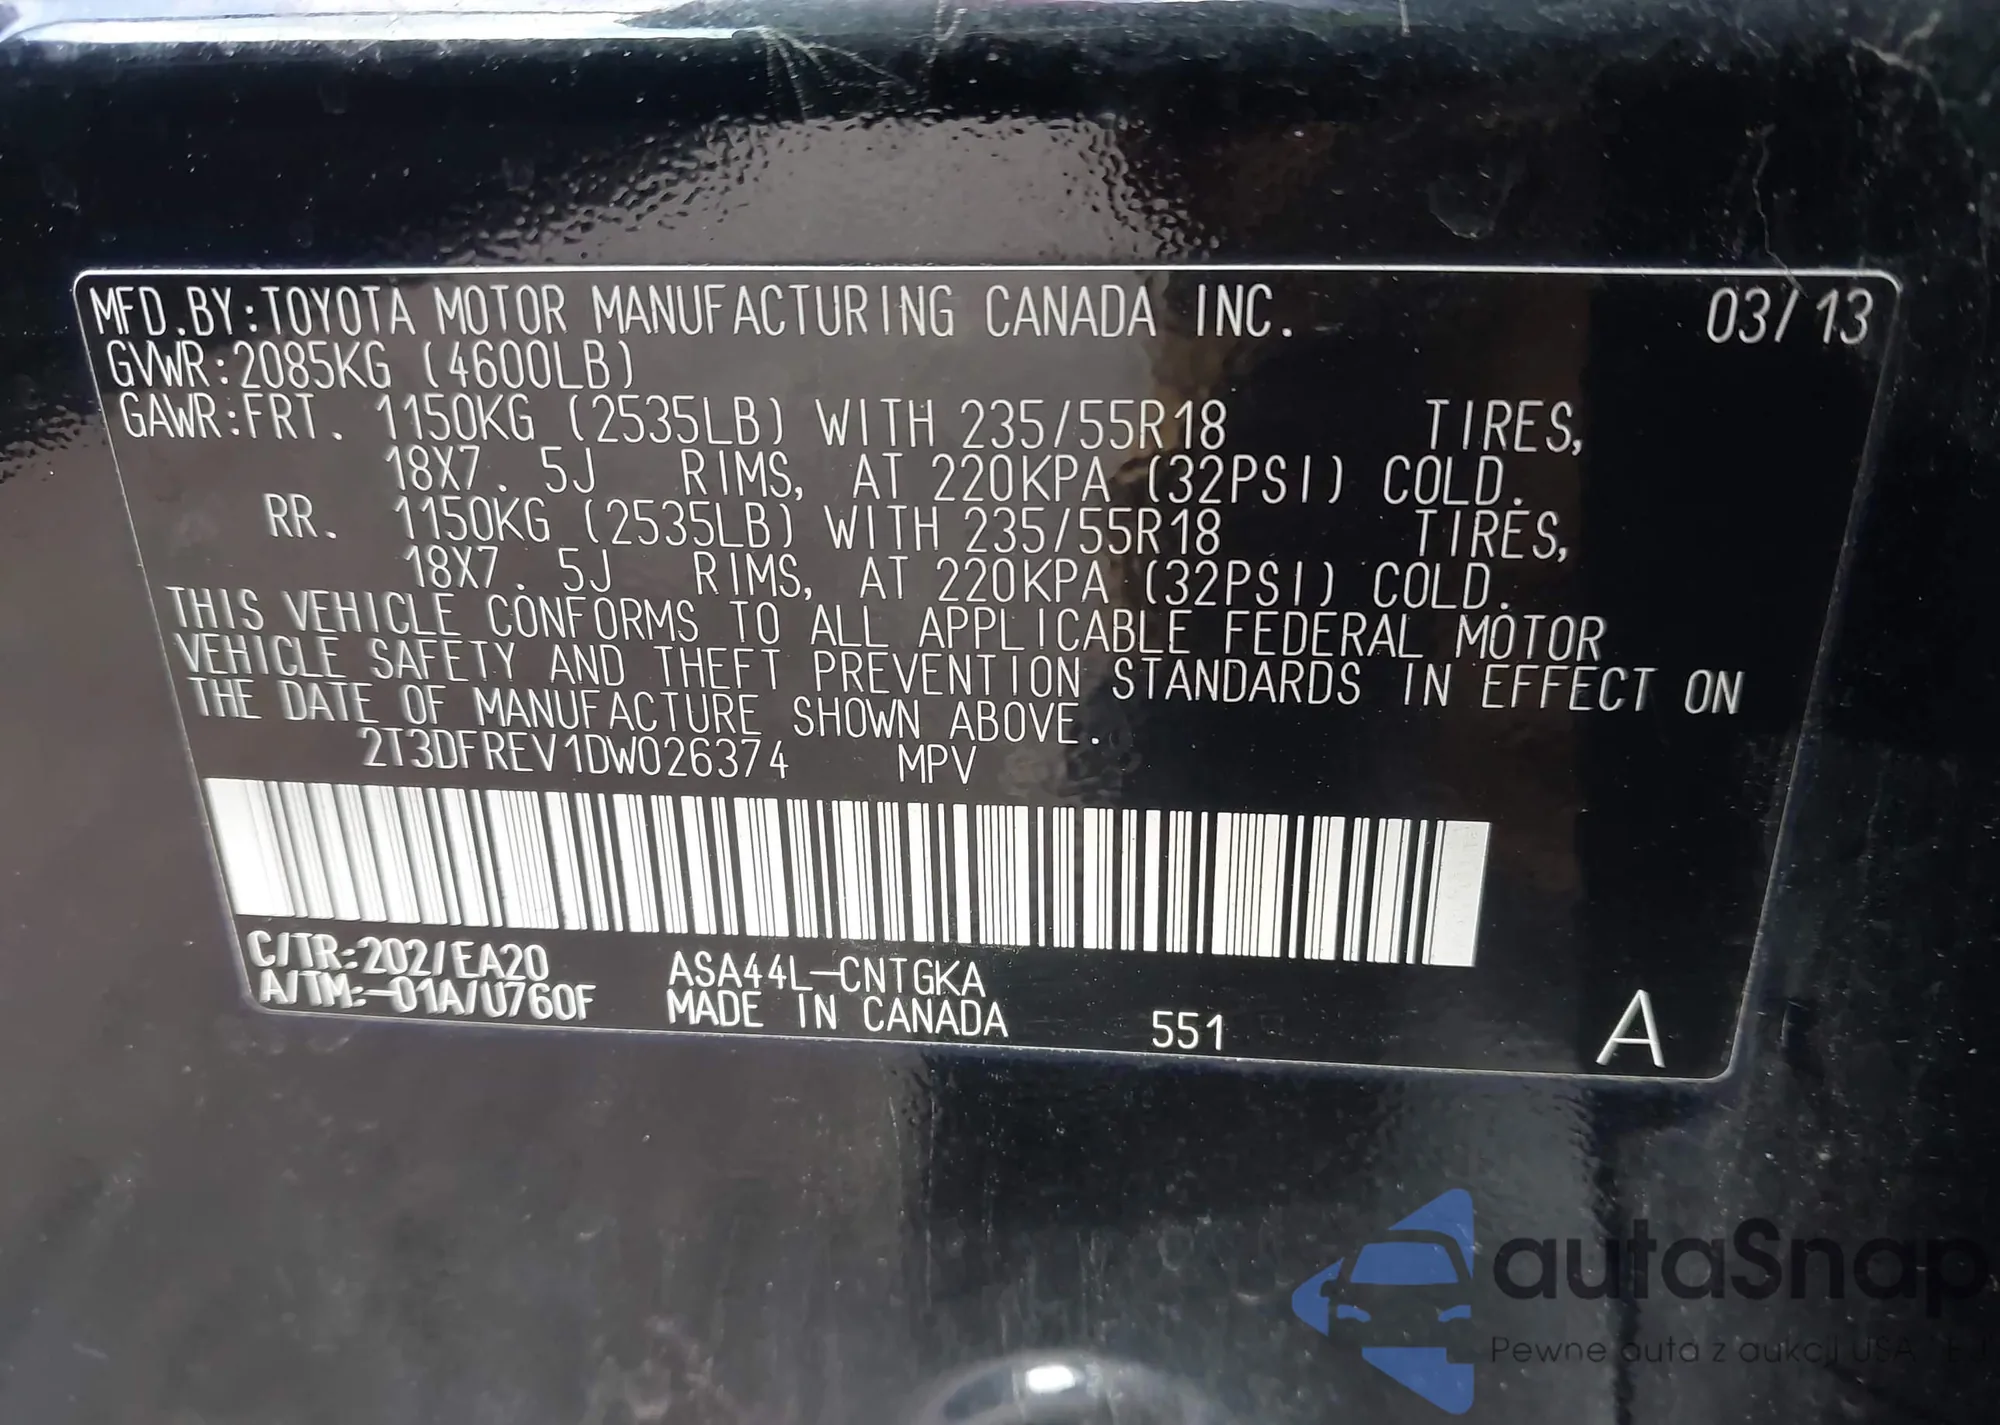 MFD.BY:TOYOTA MOTOR MANUFACTURING CANADA INC. 03/13
GVWR:2085KG (4600LB)
GAWR:FRT. 1150KG (2535LB) WITH 235/55R18 TIRES,
18X7.5J RIMS, AT 220KPA (32PSI) COLD.
RR. 1150KG (2535LB) WITH 235/55R18 TIRES,
18X7.5J RIMS, AT 220KPA (32PSI) COLD.
THIS VEHICLE CONFORMS TO ALL APPLICABLE FEDERAL MOTOR
VEHICLE SAFETY AND THEFT PREVENTION STANDARDS IN EFFECT ON
THE DATE OF MANUFACTURE SHOWN ABOVE.
2T3DFREV1DW026374 MPV
C/TR:202/EA20 ASA44L-CNTGKA
A/TM:-01A/U760F MADE IN CANADA 551 A
autaSnap
Pewne auta z aukcji USA